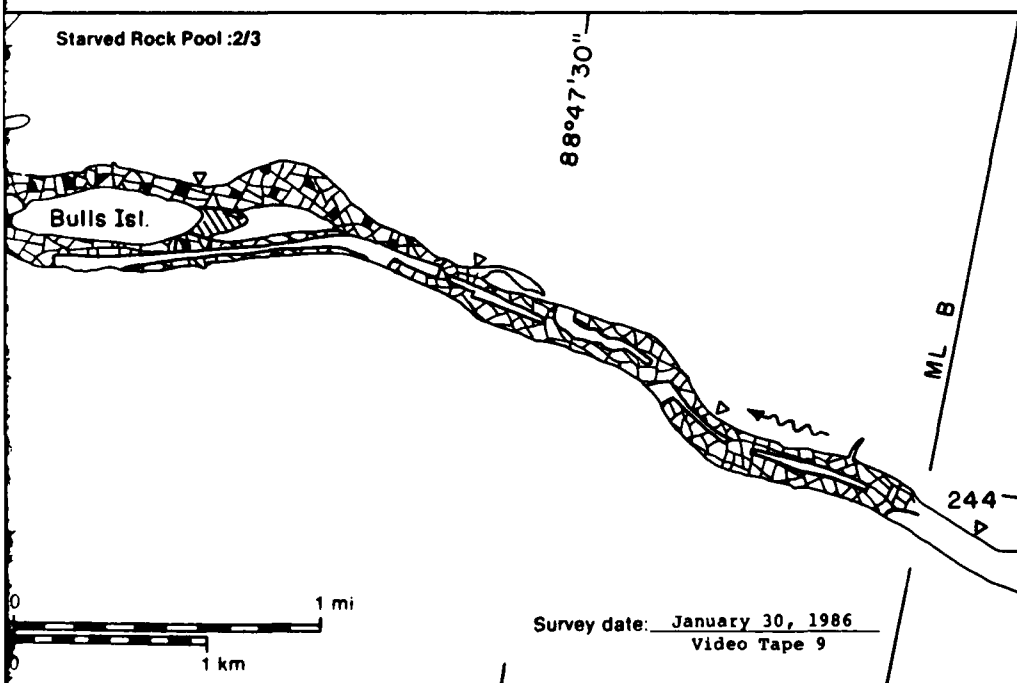 Starved Rock Pool :2/3
88°47'30"
Bulls Isl.
ML B
244
0
1 mi
0
1 km
Survey date: January 30, 1986
Video Tape 9